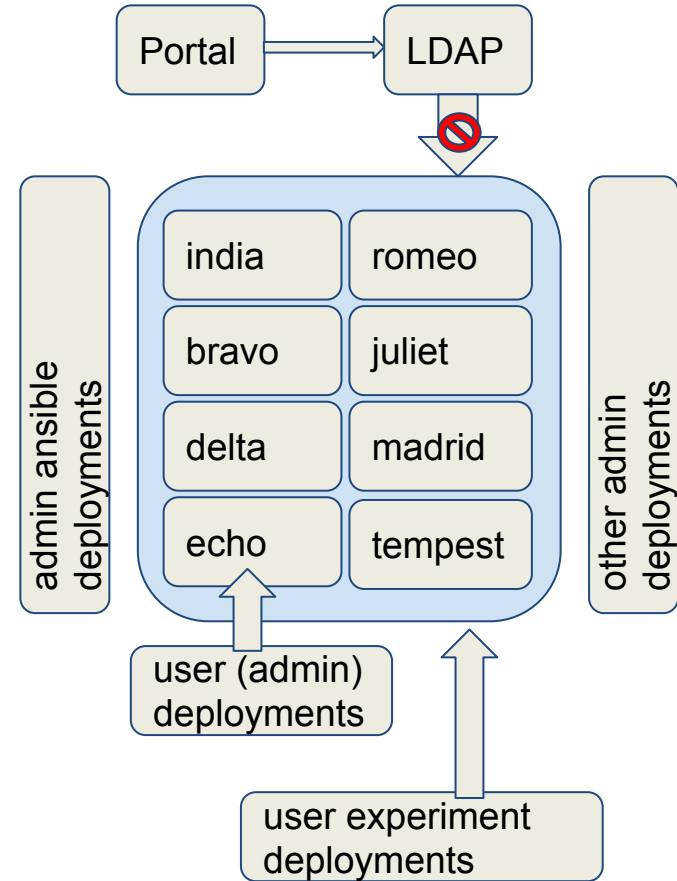 Portal
LDAP
admin ansible
deployments
india
romeo
bravo
juliet
delta
madrid
echo
tempest
other admin
deployments
user (admin)
deployments
user experiment
deployments